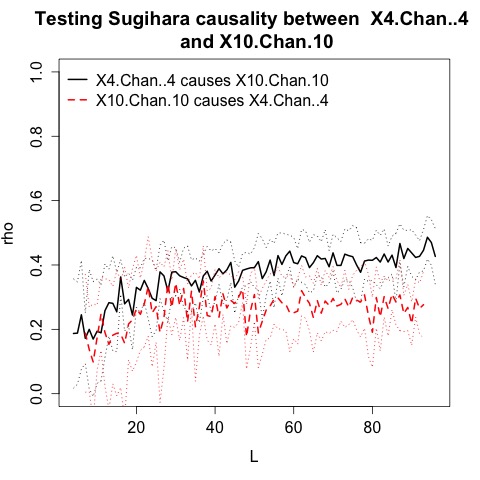 Testing Sugihara causality between  X4.Chan..4
and X10.Chan.10
X4.Chan..4 causes X10.Chan.10
X10.Chan.10 causes X4.Chan..4
rho
1.0
0.8
0.6
0.4
0.2
0.0
20 40 60 80
L